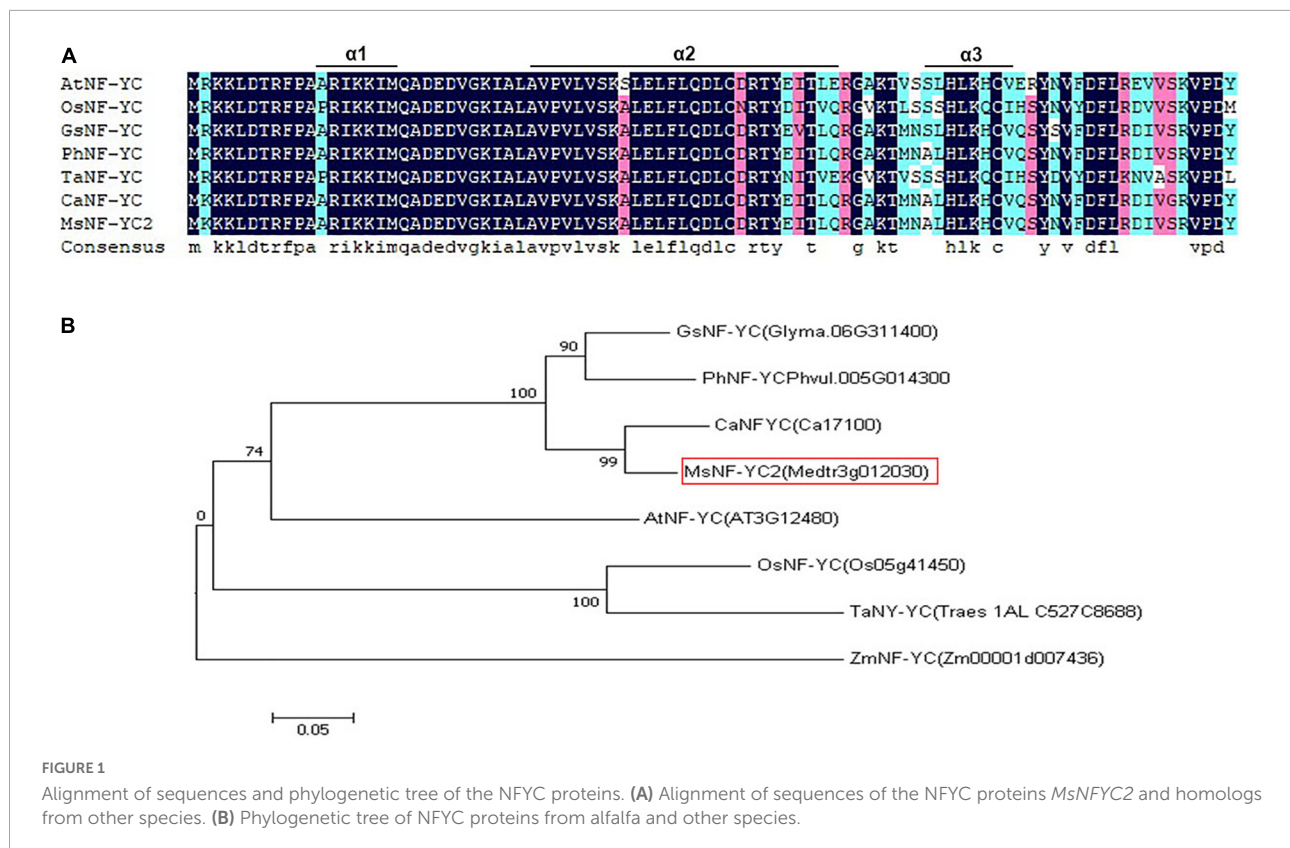 A
α1 α2 α3
AtNF-YC MRKKLDTRFPAARIKKIMQADEDVGKIALAVPVLVSKSLELFLQDLCDRTYEITLERGAKTVSSLHLKHCVERYNVFDFLREVVSKVPDY
OsNF-YC MRKKLDTRFPAPRIKKIMQADEDVGKIALAVPVLVSKALELFLQDLCNRTYDITVQRGVKTLSSSHLKQCIHSYNVYDFLRDVVSKVPDM
GsNF-YC MRKKLDTRFPAARIKKIMQADEDVGKIALAVPVLVSKALELFLQDLCDRTYEVTLQRGAKTMNSLHLKHCVQSYSVFDFLRDIVSRVPDY
PhNF-YC MRKKLDTRFPAARIKKIMQADEDVGKIALAVPVLVSKALELFLQDLCDRTYEITLQRGAKTMNALHLKHCVQSYNVFDFLRDIVSRVPDY
TaNF-YC MRKKLDTRFPAPRIKKIMQADEDVGKIALAVPVLVSKALELFLQDLCDRTYNITVEKGVKTVSSSHLKQCIHSYDVYDFLKNVASKVPDL
CaNF-YC MKKKLDTRFPAARIKKIMQADEDVGKIALAVPVLVSKALELFLQDLCDRTYEITLQRGAKTMNALHLKHCVQSYNVFDFLRDIVGRVPDY
MsNF-YC2 MKKKLDTRFPAARIKKIMQADEDVGKIALAVPVLVSKALELFLQDLCDRTYEITLQRGAKTMNALHLKHCVQSYNVFDFLRDIVSRVPDY
Consensus m kkldtrfpa rikkimqadedvgkialavpvlvsk lelflqdlc rty t g kt hlk c y v dfl vpd
B
GsNF-YC(Glyma.06G311400)
90
PhNF-YCPhvul.005G014300
100
CaNFYC(Ca17100)
74
99
MsNF-YC2(Medtr3g012030)
AtNF-YC(AT3G12480)
0
OsNF-YC(Os05g41450)
100
TaNY-YC(Traes 1AL C527C8688)
ZmNF-YC(Zm00001d007436)
0.05
FIGURE 1
Alignment of sequences and phylogenetic tree of the NFYC proteins. (A) Alignment of sequences of the NFYC proteins MsNFYC2 and homologs
from other species. (B) Phylogenetic tree of NFYC proteins from alfalfa and other species.